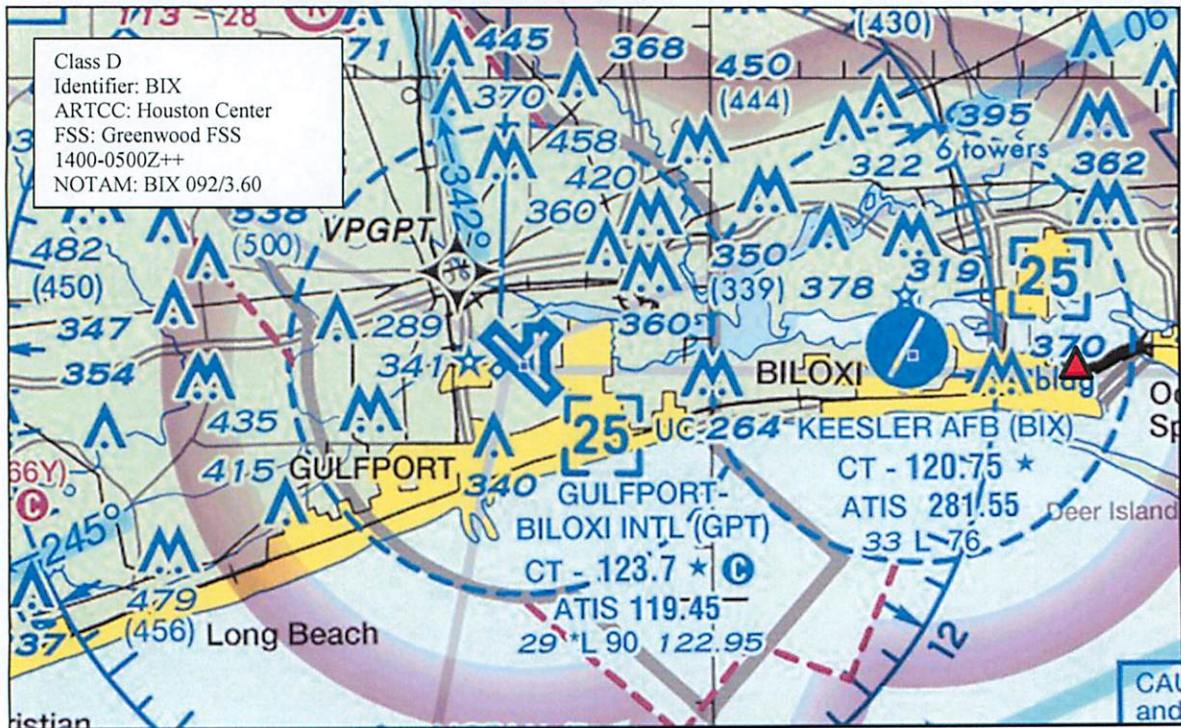 113 - 28
R
71
445
368
(430)
450
(444)
06
Class D
Identifier: BIX
ARTCC: Houston Center
FSS: Greenwood FSS
1400-0500Z++
NOTAM: BIX 092/3.60
370
458
420
360
342°
395
6 towers
322
362
538
(500)
VPGPT
482
(450)
350
(339)
378
319
25
347
354
289
341
360
BILOXI
370
bldg
435
415
GULFPORT
340
25
UC
264
KEESLER AFB (BIX)
CT - 120.75 ★
ATIS 281.55
33 L 76
Deer Island
66Y)
C
245°
GULFPORT-
BILOXI INTL (GPT)
CT - 123.7 ★ C
ATIS 119.45
29 *L 90 122.95
479
(456)
Long Beach
37
12
CAU
and
ristian